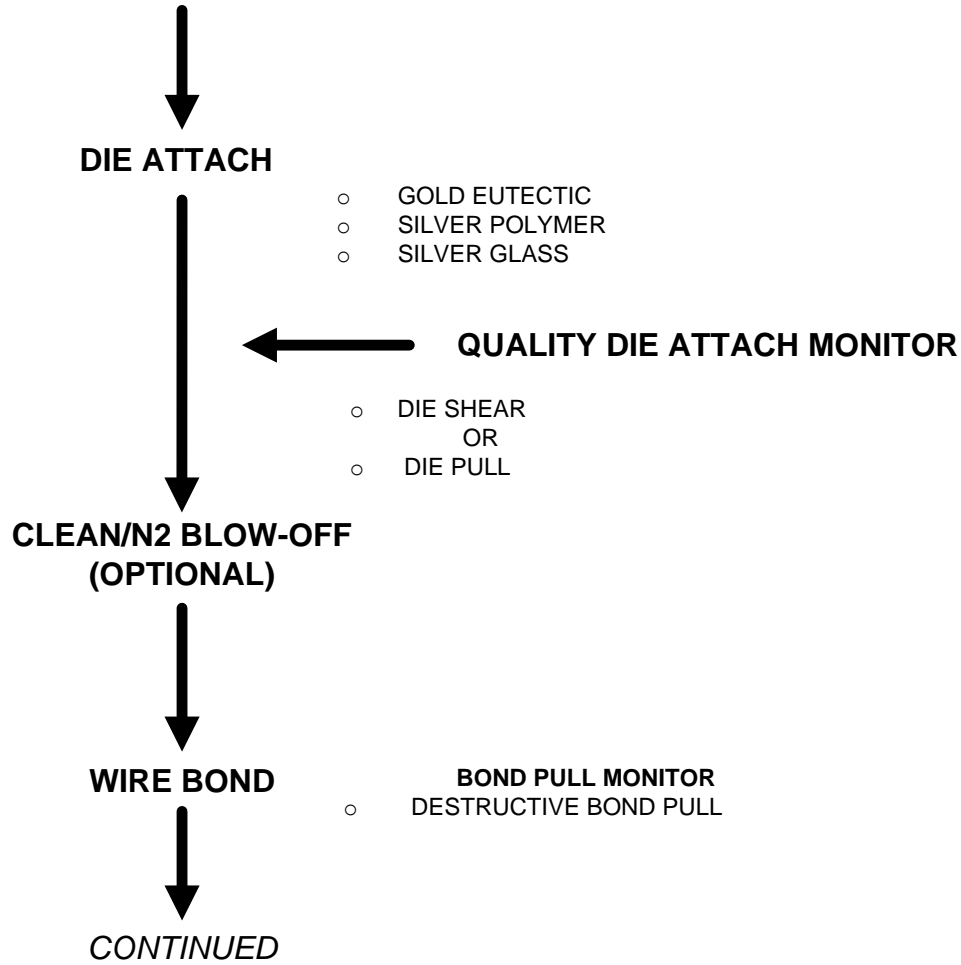 DIE ATTACH
○ GOLD EUTECTIC
○ SILVER POLYMER
○ SILVER GLASS
QUALITY DIE ATTACH MONITOR
○ DIE SHEAR
OR
○ DIE PULL
CLEAN/N2 BLOW-OFF
(OPTIONAL)
WIRE BOND
BOND PULL MONITOR
○ DESTRUCTIVE BOND PULL
CONTINUED